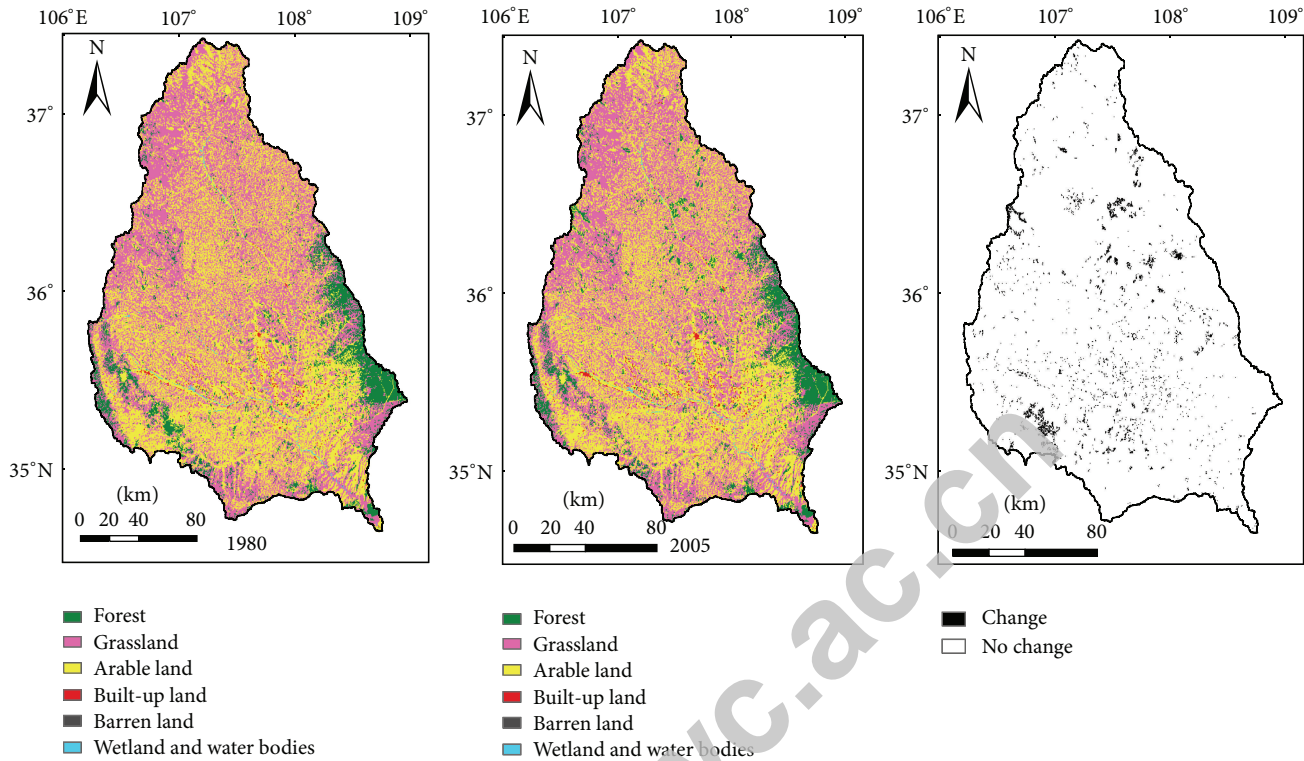 106°E 107° 108° 109°
N
37°
36°
35°N
(km)
0 20 40 80
1980
Forest
Grassland
Arable land
Built-up land
Barren land
Wetland and water bodies
106°E 107° 108° 109°
N
37°
36°
35°N
(km)
0 20 40 80
2005
Forest
Grassland
Arable land
Built-up land
Barren land
Wetland and water bodies
106°E 107° 108° 109°
N
37°
36°
35°N
(km)
0 20 40 80
Change
No change
vc.ac.cn